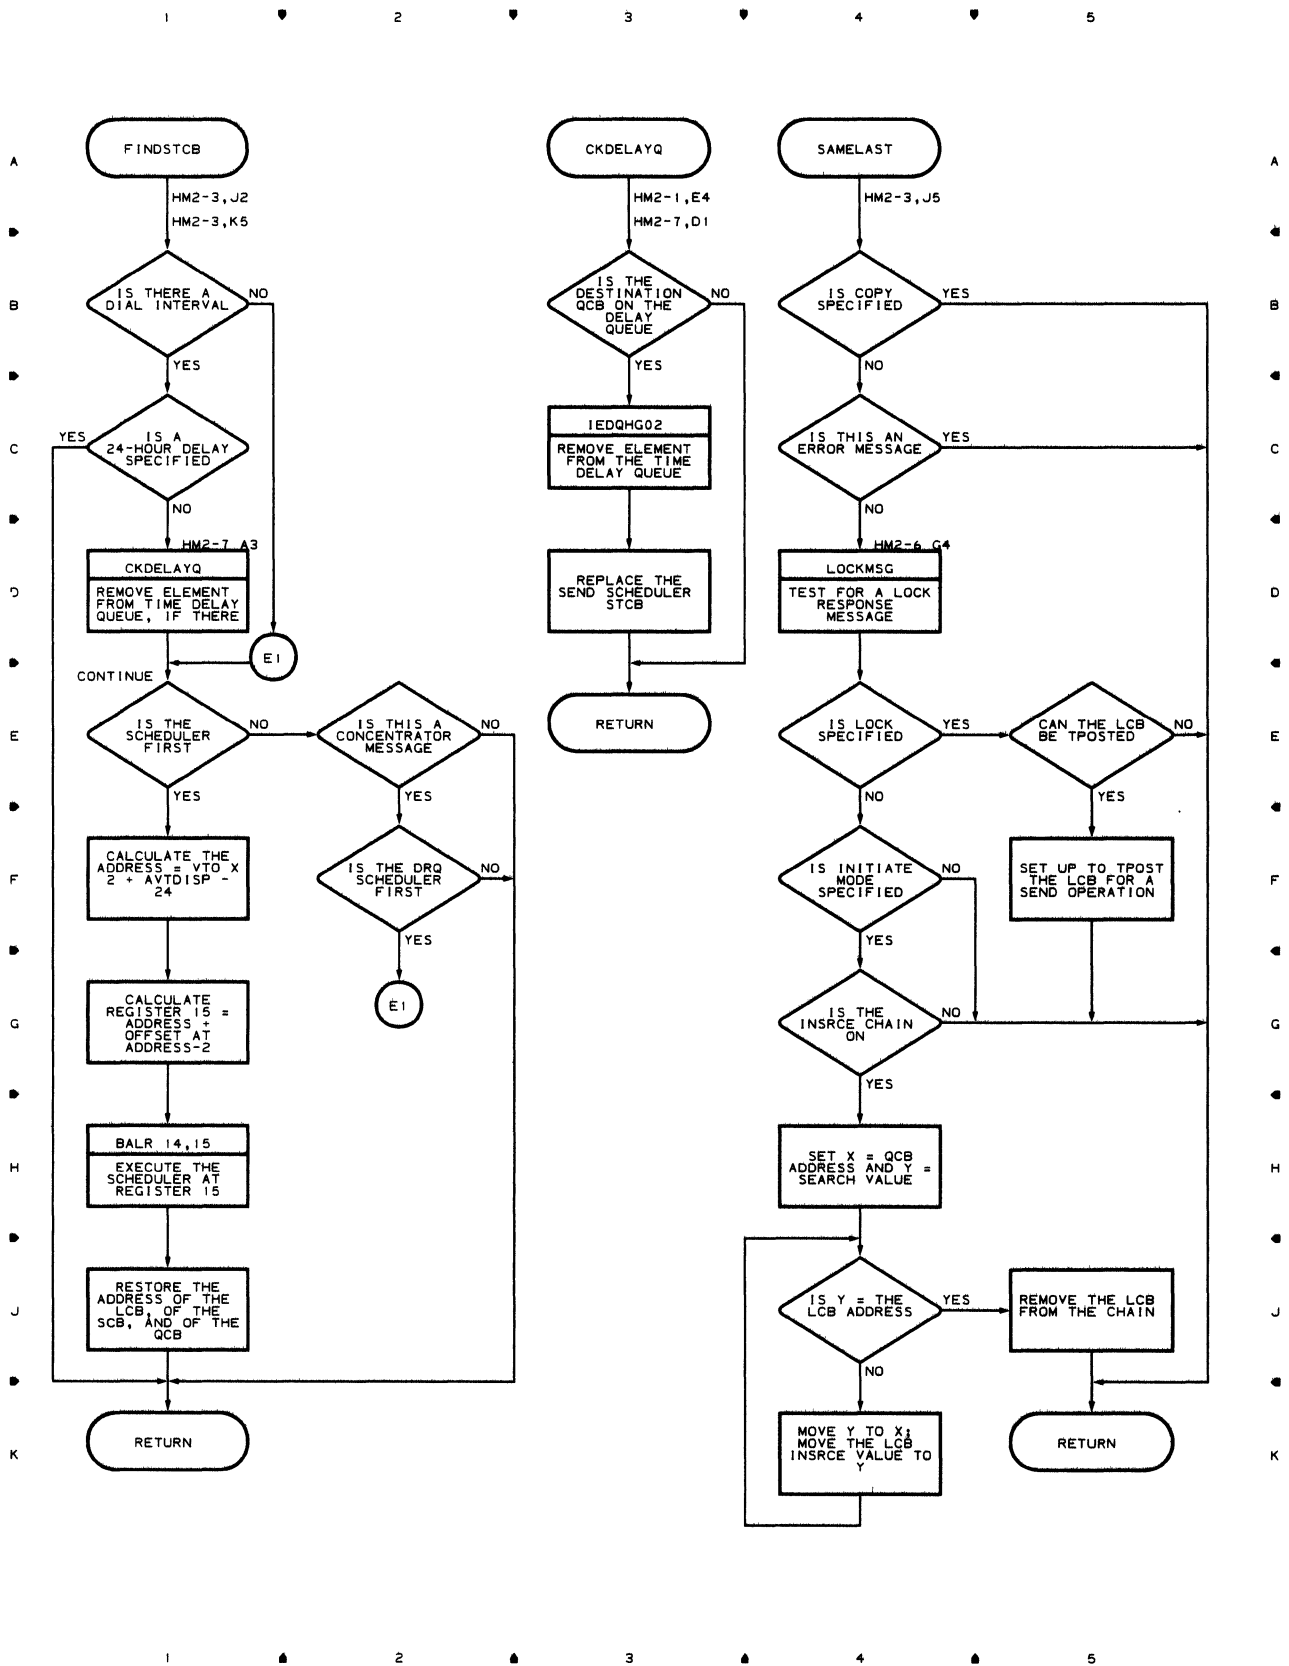 1 2 3 4 5
A
FINDSTCB
HM2-3,J2
HM2-3,K5
CKDELAYQ
HM2-1,E4
HM2-7,D1
SAMELAST
HM2-3,J5
A
B
IS THERE A
DIAL INTERVAL
NO
YES
IS THE
DESTINATION
QCB ON THE
DELAY
QUEUE
NO
YES
IS COPY
SPECIFIED
YES
NO
B
C
YES
IS A
24-HOUR DELAY
SPECIFIED
NO
IEDQHG02
REMOVE ELEMENT
FROM THE TIME
DELAY QUEUE
IS THIS AN
ERROR MESSAGE
YES
NO
C
D
HM2-7,A3
CKDELAYQ
REMOVE ELEMENT
FROM TIME DELAY
QUEUE, IF THERE
E1
REPLACE THE
SEND SCHEDULER
STCB
HM2-6,G4
LOCKMSG
TEST FOR A LOCK
RESPONSE
MESSAGE
D
CONTINUE
E
IS THE
SCHEDULER
FIRST
NO
YES
IS THIS A
CONCENTRATOR
MESSAGE
NO
YES
RETURN
IS LOCK
SPECIFIED
YES
NO
CAN THE LCB
BE TPOSTED
NO
YES
E
F
CALCULATE THE
ADDRESS = VTO X
2 + AVTDISP -
24
IS THE DRQ
SCHEDULER
FIRST
NO
YES
IS INITIATE
MODE
SPECIFIED
NO
YES
SET UP TO TPOST
THE LCB FOR A
SEND OPERATION
F
G
CALCULATE
REGISTER 15 =
ADDRESS +
OFFSET AT
ADDRESS-2
E1
IS THE
INSRCE CHAIN
ON
NO
YES
G
H
BALR 14,15
EXECUTE THE
SCHEDULER AT
REGISTER 15
SET X = QCB
ADDRESS AND Y =
SEARCH VALUE
H
J
RESTORE THE
ADDRESS OF THE
LCB, OF THE
SCB, AND OF THE
QCB
IS Y = THE
LCB ADDRESS
YES
NO
REMOVE THE LCB
FROM THE CHAIN
J
K
RETURN
MOVE Y TO X;
MOVE THE LCB
INSRCE VALUE TO
Y
RETURN
K
1 2 3 4 5